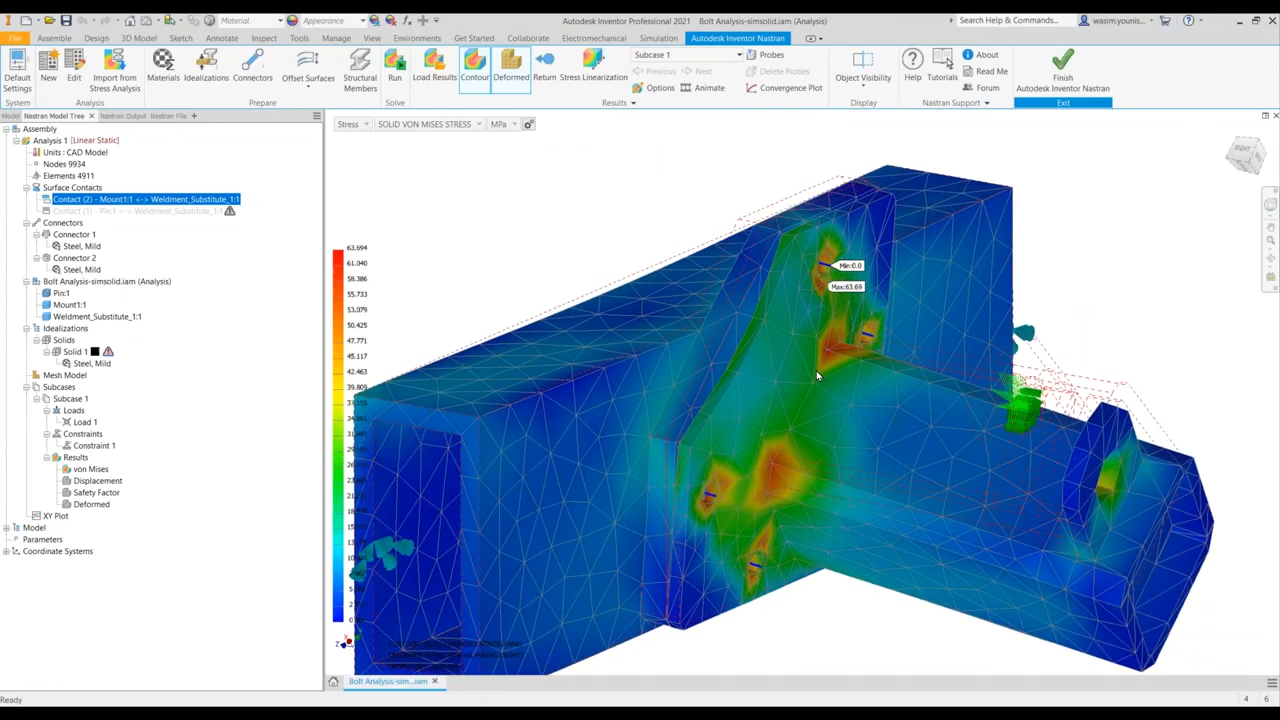 Material
Appearance
Autodesk Inventor Professional 2021 Bolt Analysis-simsolid.iam (Analysis)
Search Help & Commands...
wasim.younis...
File Assembly Design 3D Model Sketch Annotate Inspect Tools Manage View Environments Get Started Collaborate Electromechanical Simulation Autodesk Inventor Nastran
Default Settings
New
Edit
Import from Stress Analysis
Materials
Idealizations
Connectors
Offset Surfaces
Structural Members
Run
Load Results
Contour
Deformed
Return
Stress Linearization
Subcase 1
Previous Next
Options Animate
Probes
Delete Probes
Convergence Plot
Object Visibility
Help
Tutorials
About
Read Me
Forum
Finish
Autodesk Inventor Nastran
System Analysis Prepare Solve Results Display Nastran Support Exit
Model Nastran Model Tree Nastran Output Nastran File
Stress SOLID VON MISES STRESS MPa
Assembly
Analysis 1 [Linear Static]
Units : CAD Model
Nodes 9934
Elements 4911
Surface Contacts
Contact (2) - Mount1:1 <-> Weldment_Substitute_1:1
Contact (1) - Pin:1 <-> Weldment_Substitute_1:1
Connectors
Connector 1
Steel, Mild
Connector 2
Steel, Mild
Bolt Analysis-simsolid.iam (Analysis)
Pin:1
Mount1:1
Weldment_Substitute_1:1
Idealizations
Solids
Solid 1
Steel, Mild
Mesh Model
Subcases
Subcase 1
Loads
Load 1
Constraints
Constraint 1
Results
von Mises
Displacement
Safety Factor
Deformed
XY Plot
Model
Parameters
Coordinate Systems
63.694
61.040
58.386
55.733
53.079
50.425
47.771
45.117
42.463
39.809
Min:0.0
Max:63.69
RIGHT
Bolt Analysis-sim...iam
Ready
4 6